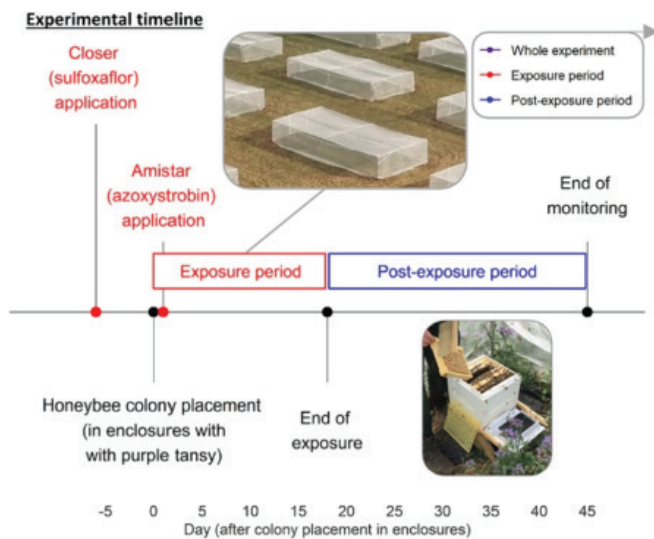 Experimental timeline
Closer
(sulfoxaflor)
application
Whole experiment
Exposure period
Post-exposure period
Amistar
(azoxystrobin)
application
End of
monitoring
Exposure period
Post-exposure period
Honeybee colony placement
(in enclosures with
with purple tansy)
End of
exposure
-5 0 5 10 15 20 25 30 35 40 45
Day (after colony placement in enclosures)